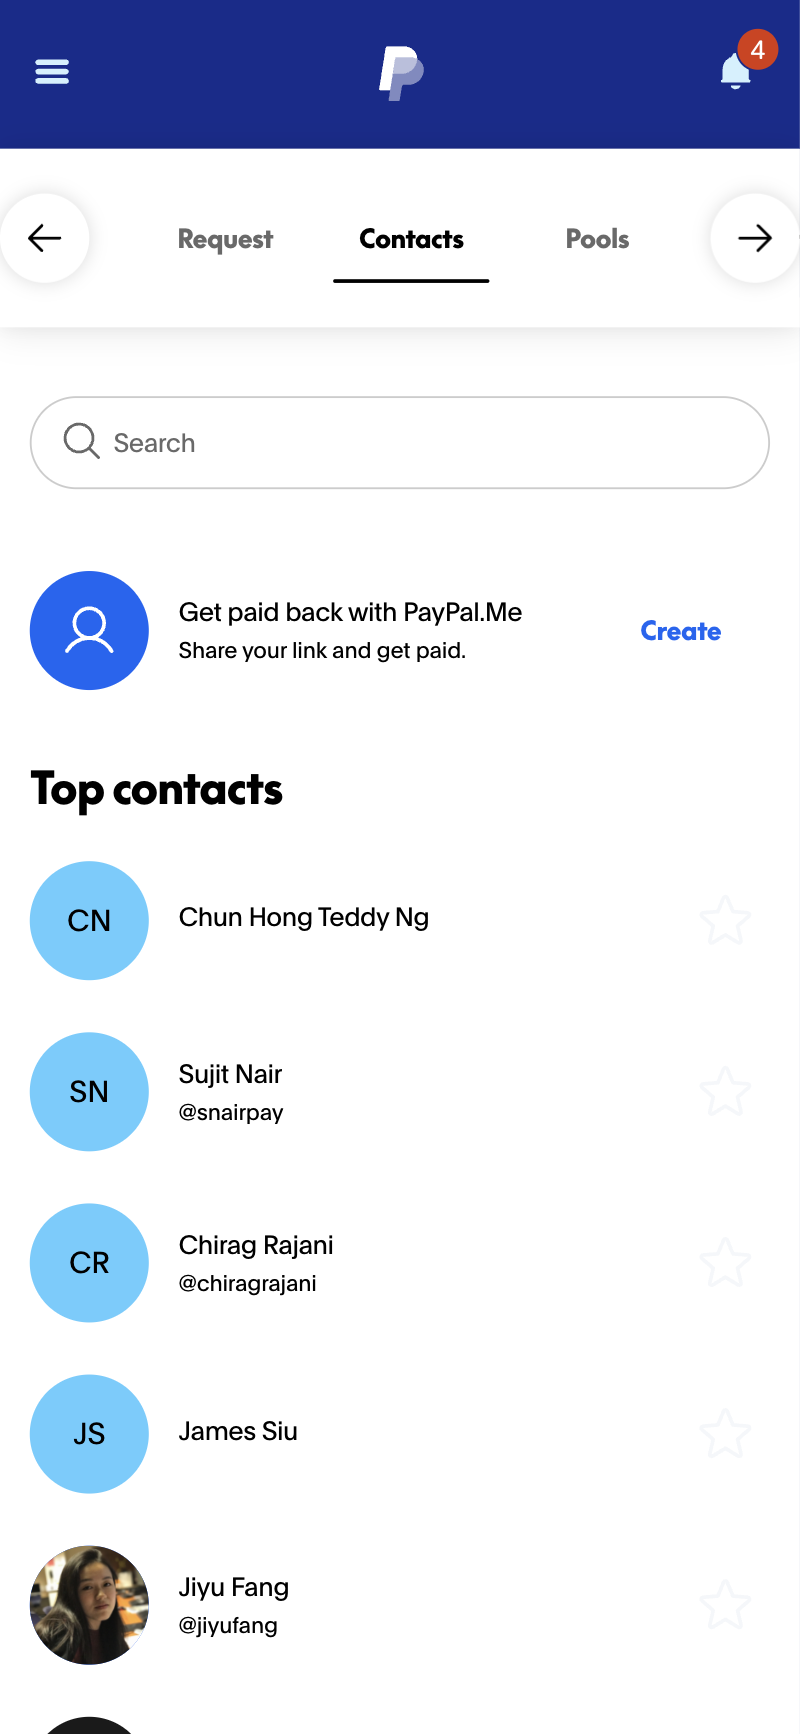 4
Request Contacts Pools
Search
Get paid back with PayPal.Me
Share your link and get paid.
Create
Top contacts
CN
Chun Hong Teddy Ng
SN
Sujit Nair
@snairpay
CR
Chirag Rajani
@chiragrajani
JS
James Siu
Jiyu Fang
@jiyufang